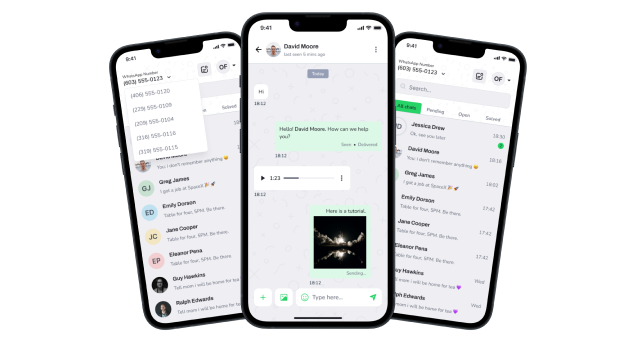 9:41
WhatsApp Number
(603) 555-0123
OF
(406) 555-0120
(229) 555-0109
(209) 555-0104
(316) 555-0116
(319) 555-0115
Solved
You: i don't remember anything 😄
GJ
Greg James
I got a job at SpaceX 🎉 🚀
ED
Emily Dorson
Table for four, 5PM. Be there.
JC
Jane Cooper
Table for four, 5PM. Be there.
EP
Eleanor Pena
Table for four, 5PM. Be there.
Guy Hawkins
Tell mom i will be home for tea
Ralph Edwards
Tell mom i will be home for tea
9:41
David Moore
last seen 5 mins ago
Today
Hi
18:12
Hello! David Moore. How can we help
you?
Seen • Delivered
18:12
1:23
18:12
Here is a tutorial.
Sending...
18:12
Type here...
9:41
WhatsApp Number
(603) 555-0123
OF
Search...
All chats
Pending
Open
Solved
Jessica Drew
Ok, see you later
18:30
David Moore
You: i don't remember anything 😄
18:16
Greg James
I got a job at SpaceX 🎉 🚀
18:02
Emily Dorson
Table for four, 5PM. Be there.
17:42
Jane Cooper
Table for four, 5PM. Be there.
17:42
Eleanor Pena
Table for four, 5PM. Be there.
17:42
Guy Hawkins
Tell mom i will be home for tea 💜
Wed
Ralph Edwards
Tell mom i will be home for tea 💜
Wed